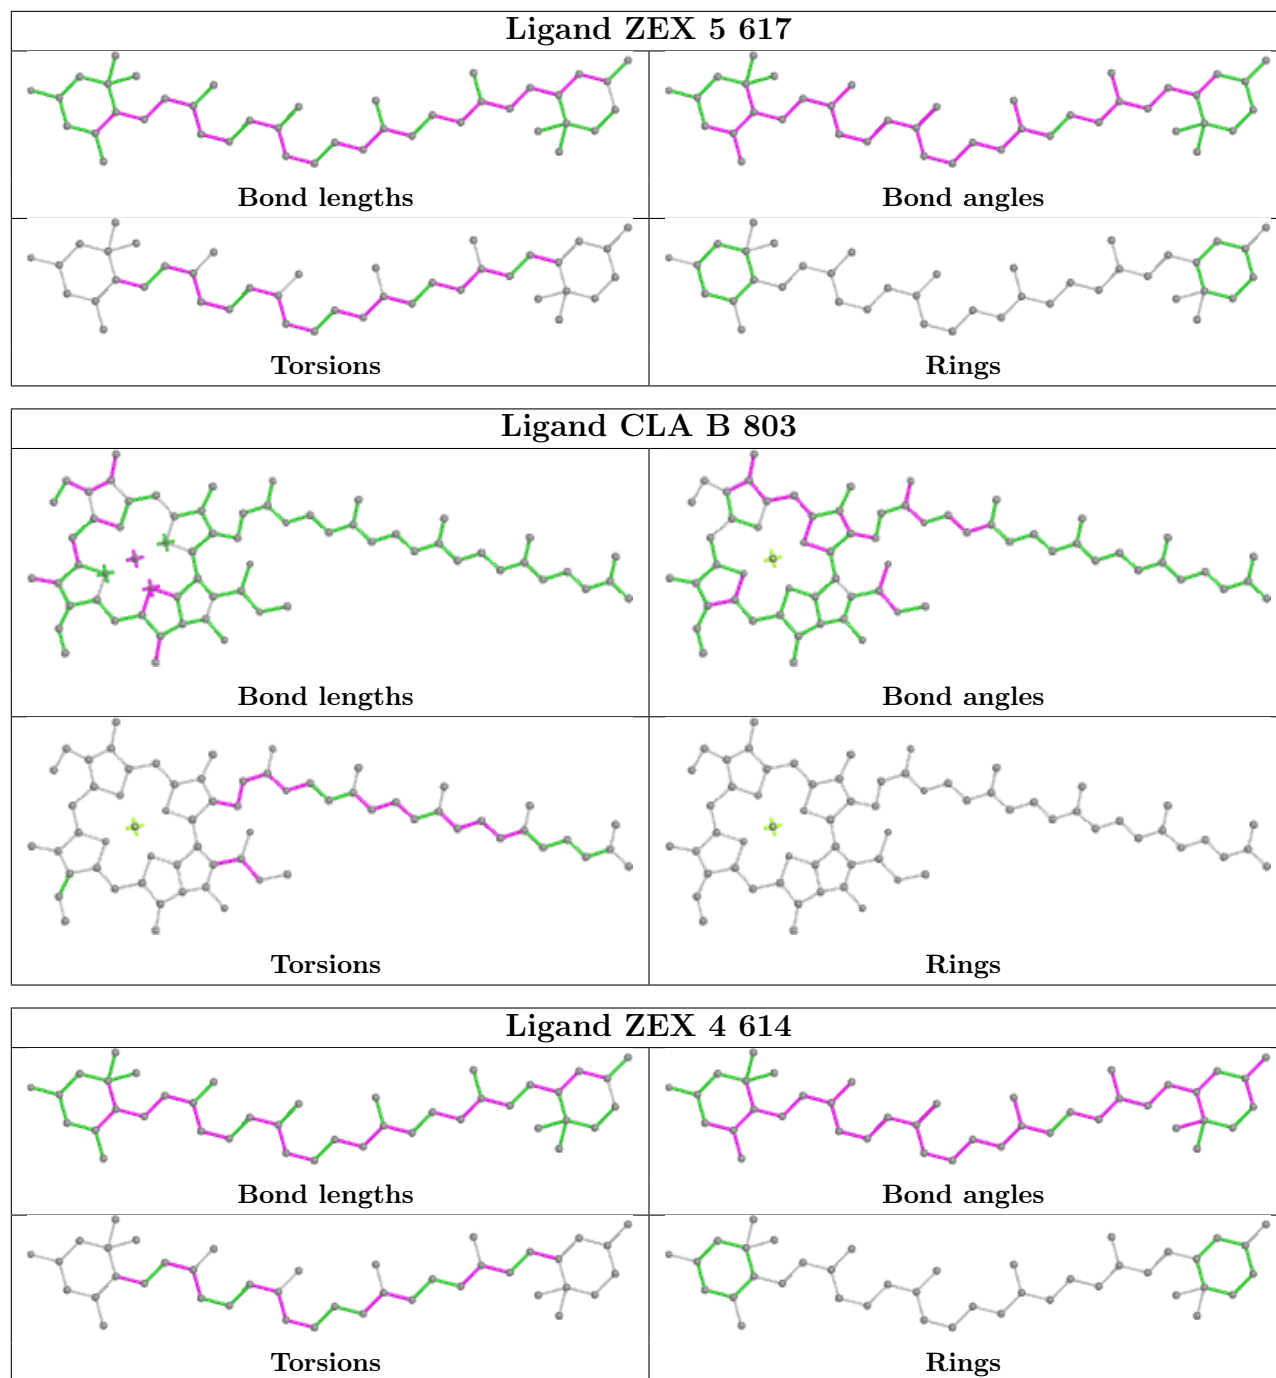 Ligand ZEX 5 617
Bond lengths
Bond angles
Torsions
Rings
Ligand CLA B 803
Bond lengths
Bond angles
Torsions
Rings
Ligand ZEX 4 614
Bond lengths
Bond angles
Torsions
Rings